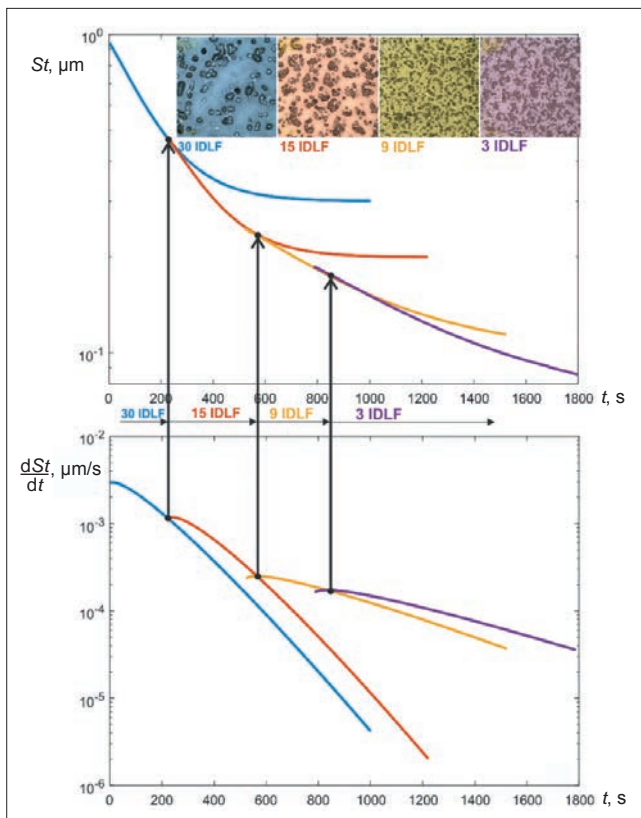 10⁰
St, µm
30 IDLF 15 IDLF 9 IDLF 3 IDLF
10⁻¹
0 200 400 600 800 1000 1200 1400 1600 1800
t, s
30 IDLF 15 IDLF 9 IDLF 3 IDLF
10⁻²
dSt/dt, µm/s
10⁻³
10⁻⁴
10⁻⁵
10⁻⁶
0 200 400 600 800 1000 1200 1400 1600 1800
t, s